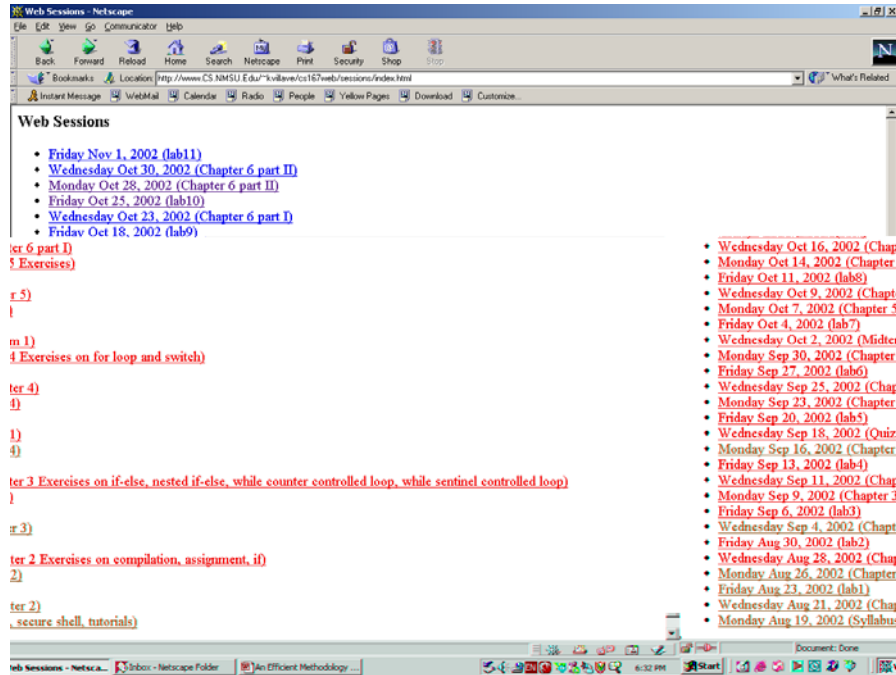 Web Sessions - Netscape
File Edit View Go Communicator Help
Back Forward Reload Home Search Netscape Print Security Shop Stop
Bookmarks Location: http://www.CS.NMSU.Edu/~kvillave/cs167web/sessions/index.html What's Related
Instant Message WebMail Calendar Radio People Yellow Pages Download Customize...
Web Sessions
Friday Nov 1, 2002 (lab11)
Wednesday Oct 30, 2002 (Chapter 6 part II)
Monday Oct 28, 2002 (Chapter 6 part II)
Friday Oct 25, 2002 (lab10)
Wednesday Oct 23, 2002 (Chapter 6 part I)
Friday Oct 18, 2002 (lab9)
ter 6 part I) Wednesday Oct 16, 2002 (Chap
5 Exercises) Monday Oct 14, 2002 (Chapter
Friday Oct 11, 2002 (lab8)
r 5) Wednesday Oct 9, 2002 (Chapt
) Monday Oct 7, 2002 (Chapter 5
Friday Oct 4, 2002 (lab7)
m 1) Wednesday Oct 2, 2002 (Midter
4 Exercises on for loop and switch) Monday Sep 30, 2002 (Chapter
Friday Sep 27, 2002 (lab6)
ter 4) Wednesday Sep 25, 2002 (Chap
4) Monday Sep 23, 2002 (Chapter
Friday Sep 20, 2002 (lab5)
1) Wednesday Sep 18, 2002 (Quiz
4) Monday Sep 16, 2002 (Chapter
Friday Sep 13, 2002 (lab4)
ter 3 Exercises on if-else, nested if-else, while counter controlled loop, while sentinel controlled loop) Wednesday Sep 11, 2002 (Chap
) Monday Sep 9, 2002 (Chapter 3
Friday Sep 6, 2002 (lab3)
r 3) Wednesday Sep 4, 2002 (Chapt
Friday Aug 30, 2002 (lab2)
ter 2 Exercises on compilation, assignment, if) Wednesday Aug 28, 2002 (Chap
2) Monday Aug 26, 2002 (Chapter
Friday Aug 23, 2002 (lab1)
ter 2) Wednesday Aug 21, 2002 (Chap
, secure shell, tutorials) Monday Aug 19, 2002 (Syllabus
Document: Done
eb Sessions - Netsca... Inbox - Netscape Folder An Efficient Methodology ... 6:32 PM Start